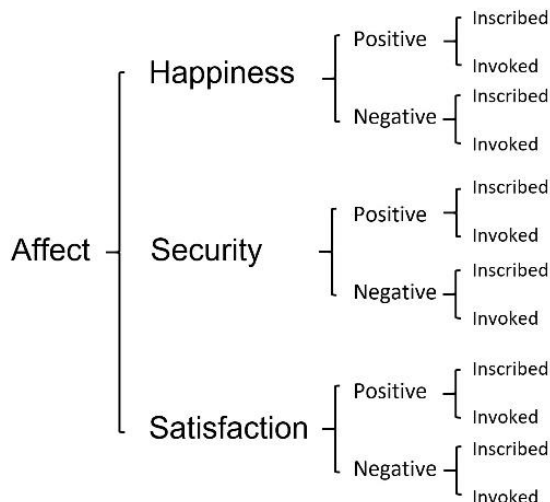 Inscribed
Positive
Happiness
Invoked
Inscribed
Negative
Invoked
Inscribed
Positive
Invoked
Affect
Security
Inscribed
Negative
Invoked
Inscribed
Positive
Invoked
Satisfaction
Inscribed
Negative
Invoked